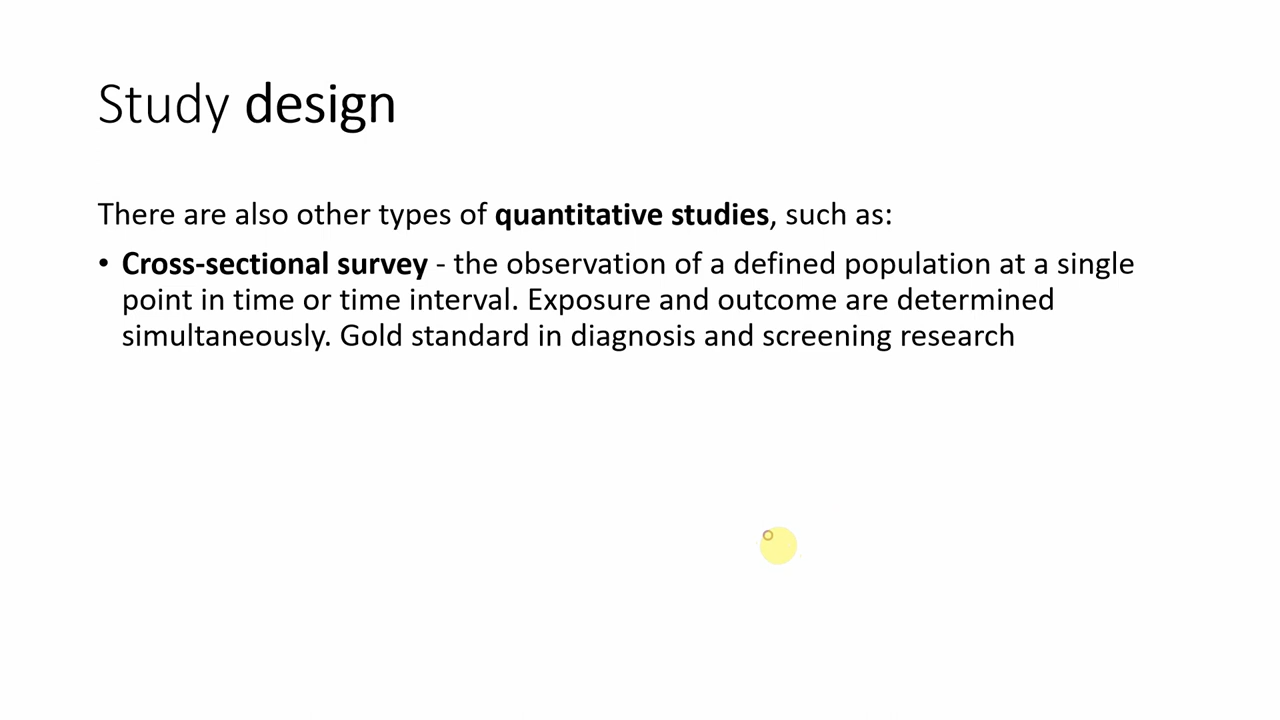 Study design
There are also other types of quantitative studies, such as:
• Cross-sectional survey - the observation of a defined population at a single
point in time or time interval. Exposure and outcome are determined
simultaneously. Gold standard in diagnosis and screening research